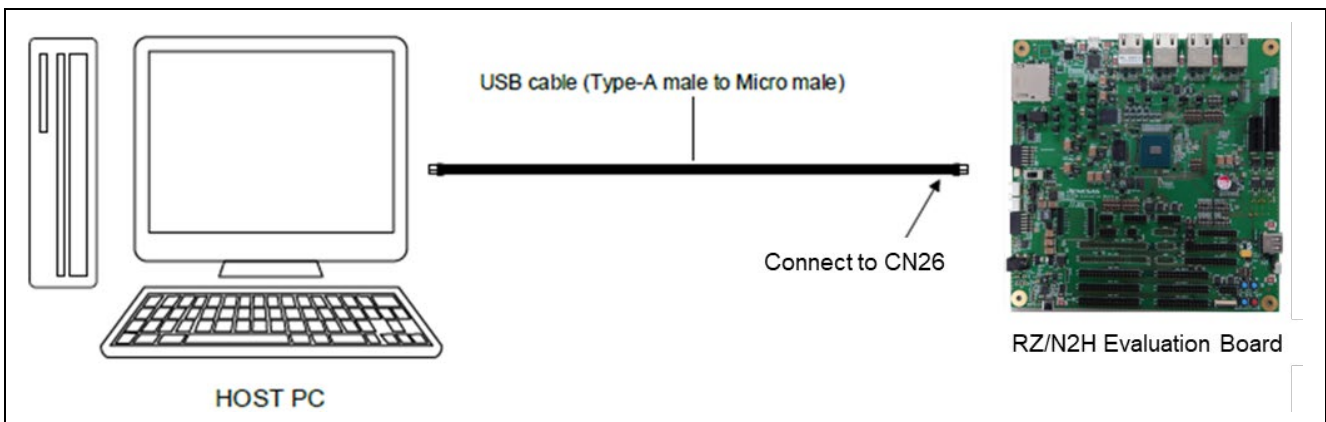 USB cable (Type-A male to Micro male)
Connect to CN26
RZ/N2H Evaluation Board
HOST PC